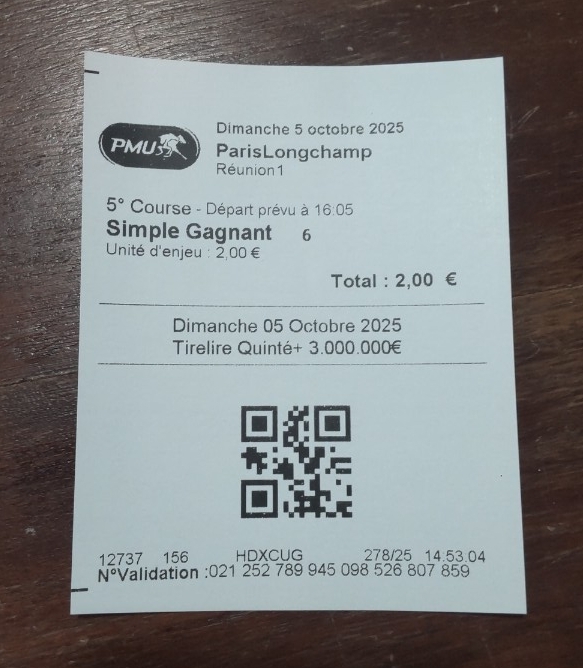 PMU
Dimanche 5 octobre 2025
ParisLongchamp
Réunion1
5° Course - Départ prévu à 16:05
Simple Gagnant 6
Unité d'enjeu : 2,00 €
Total : 2,00 €
Dimanche 05 Octobre 2025
Tirelire Quinté+ 3.000.000€
12737 156 HDXCUG 278/25 14:53:04
N°Validation :021 252 789 945 098 526 807 859